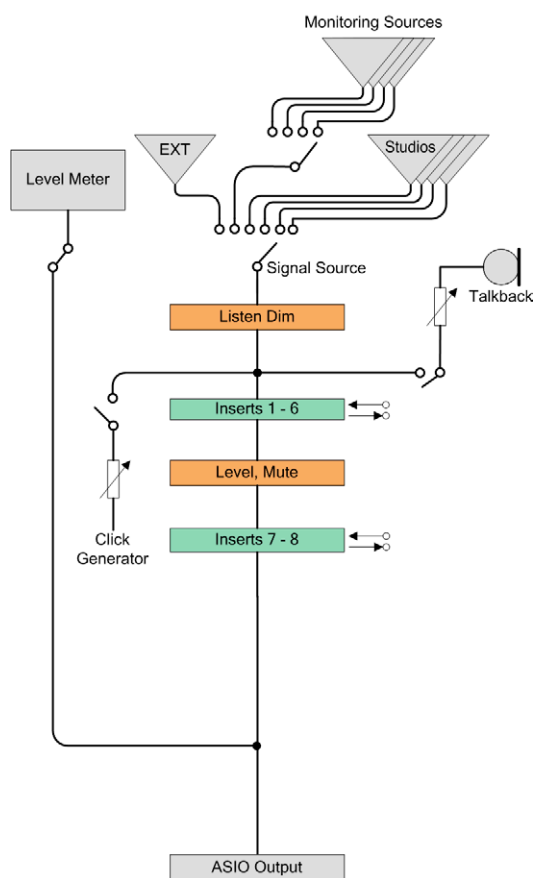 Monitoring Sources
EXT
Studios
Level Meter
Signal Source
Talkback
Listen Dim
Inserts 1 - 6
Level, Mute
Click
Generator
Inserts 7 - 8
ASIO Output